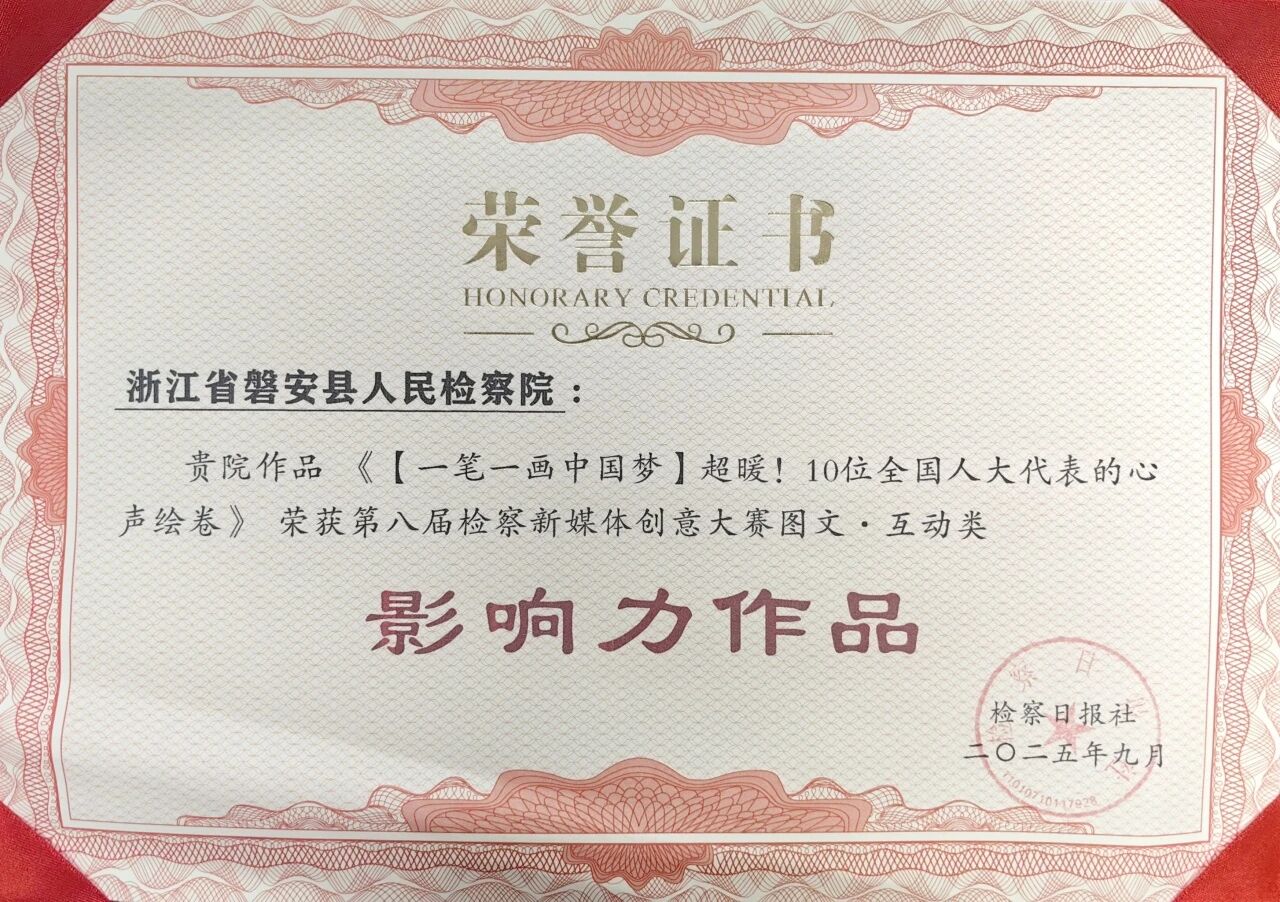 荣誉证书
HONORARY CREDENTIAL
浙江省磐安县人民检察院：
贵院作品《【一笔一画中国梦】超暖！10位全国人大代表的心
声绘卷》 荣获第八届检察新媒体创意大赛图文·互动类
影响力作品
检察日报社
二〇二五年九月